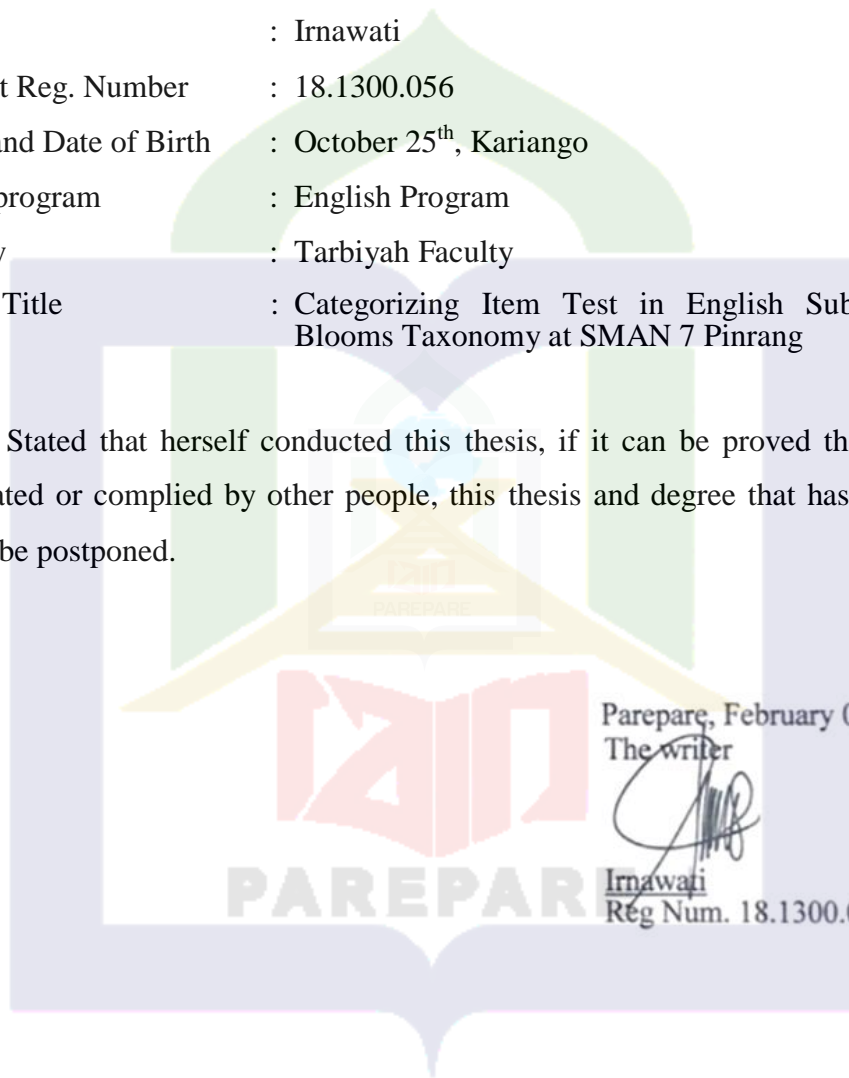 : Irnawati
t Reg. Number : 18.1300.056
and Date of Birth : October 25th, Kariango
program : English Program
: Tarbiyah Faculty
Title : Categorizing Item Test in English Sub
Blooms Taxonomy at SMAN 7 Pinrang
Stated that herself conducted this thesis, if it can be proved th
ated or complied by other people, this thesis and degree that has
be postponed.
PAREPARE
Parepare, February 0
The writer
Irnawati
Reg Num. 18.1300.0
PAREPARE